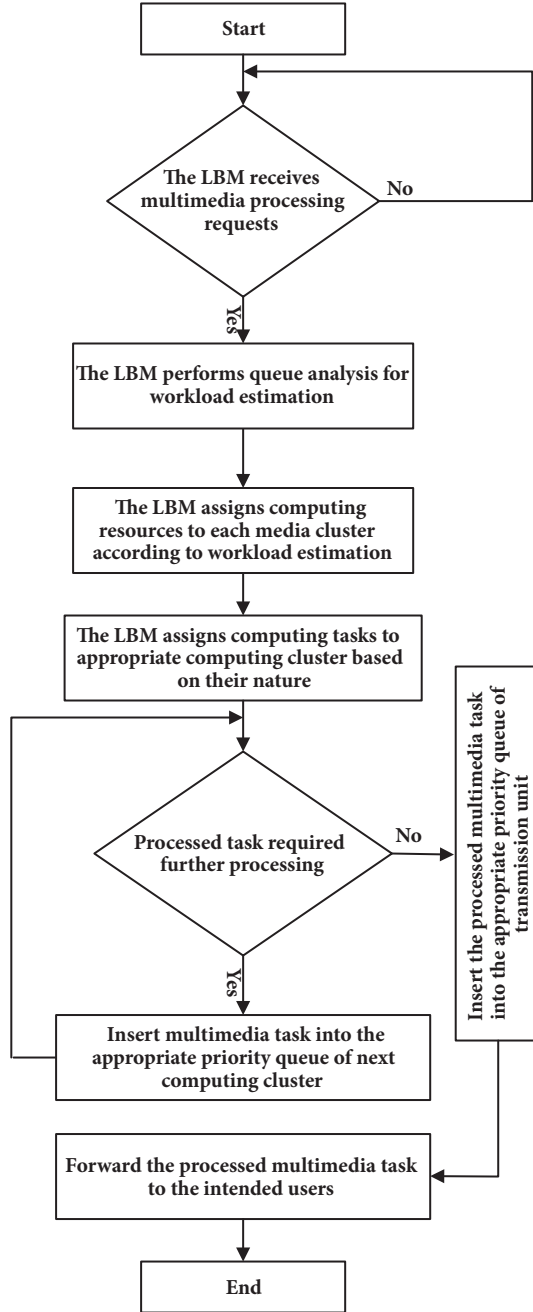 Start
The LBM receives
multimedia processing
requests
No
Yes
The LBM performs queue analysis for
workload estimation
The LBM assigns computing
resources to each media cluster
according to workload estimation
The LBM assigns computing tasks to
appropriate computing cluster based
on their nature
Processed task required
further processing
No
Insert the processed multimedia task
into the appropriate priority queue of
transmission unit
Yes
Insert multimedia task into the
appropriate priority queue of next
computing cluster
Forward the processed multimedia task
to the intended users
End